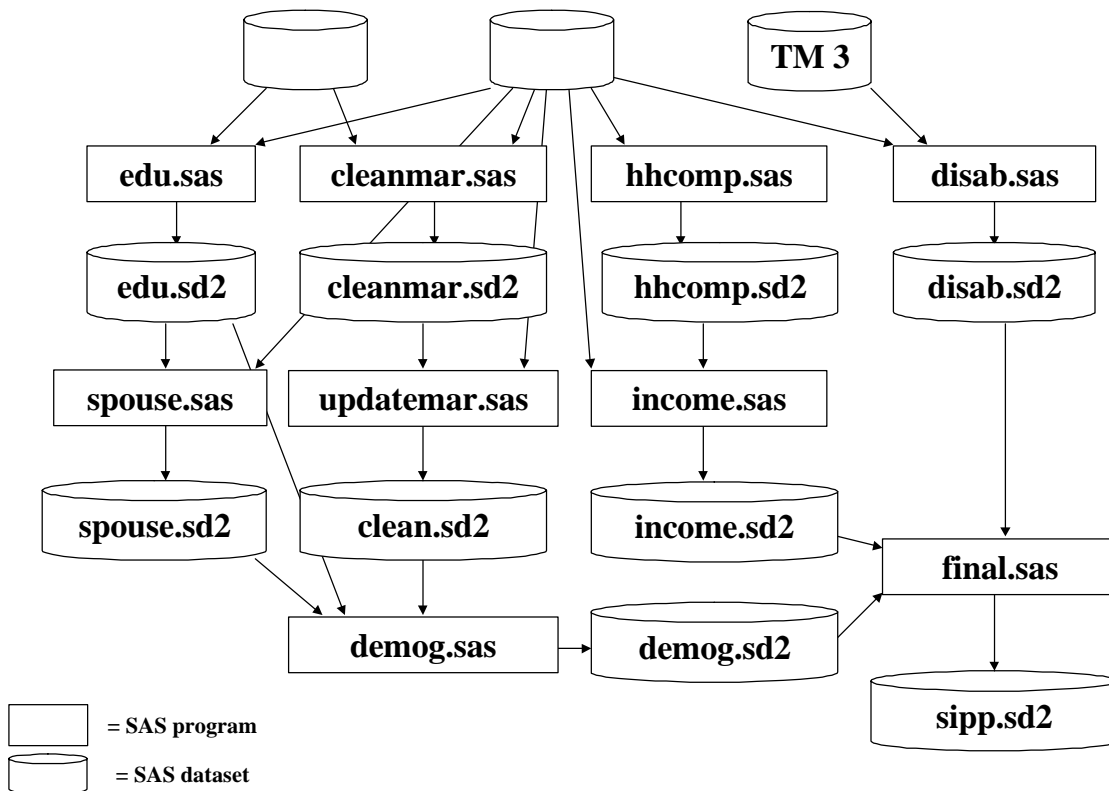 TM 3
edu.sas
cleanmar.sas
hhcomp.sas
disab.sas
edu.sd2
cleanmar.sd2
hhcomp.sd2
disab.sd2
spouse.sas
updatemar.sas
income.sas
spouse.sd2
clean.sd2
income.sd2
final.sas
demog.sas
demog.sd2
sipp.sd2
= SAS program
= SAS dataset